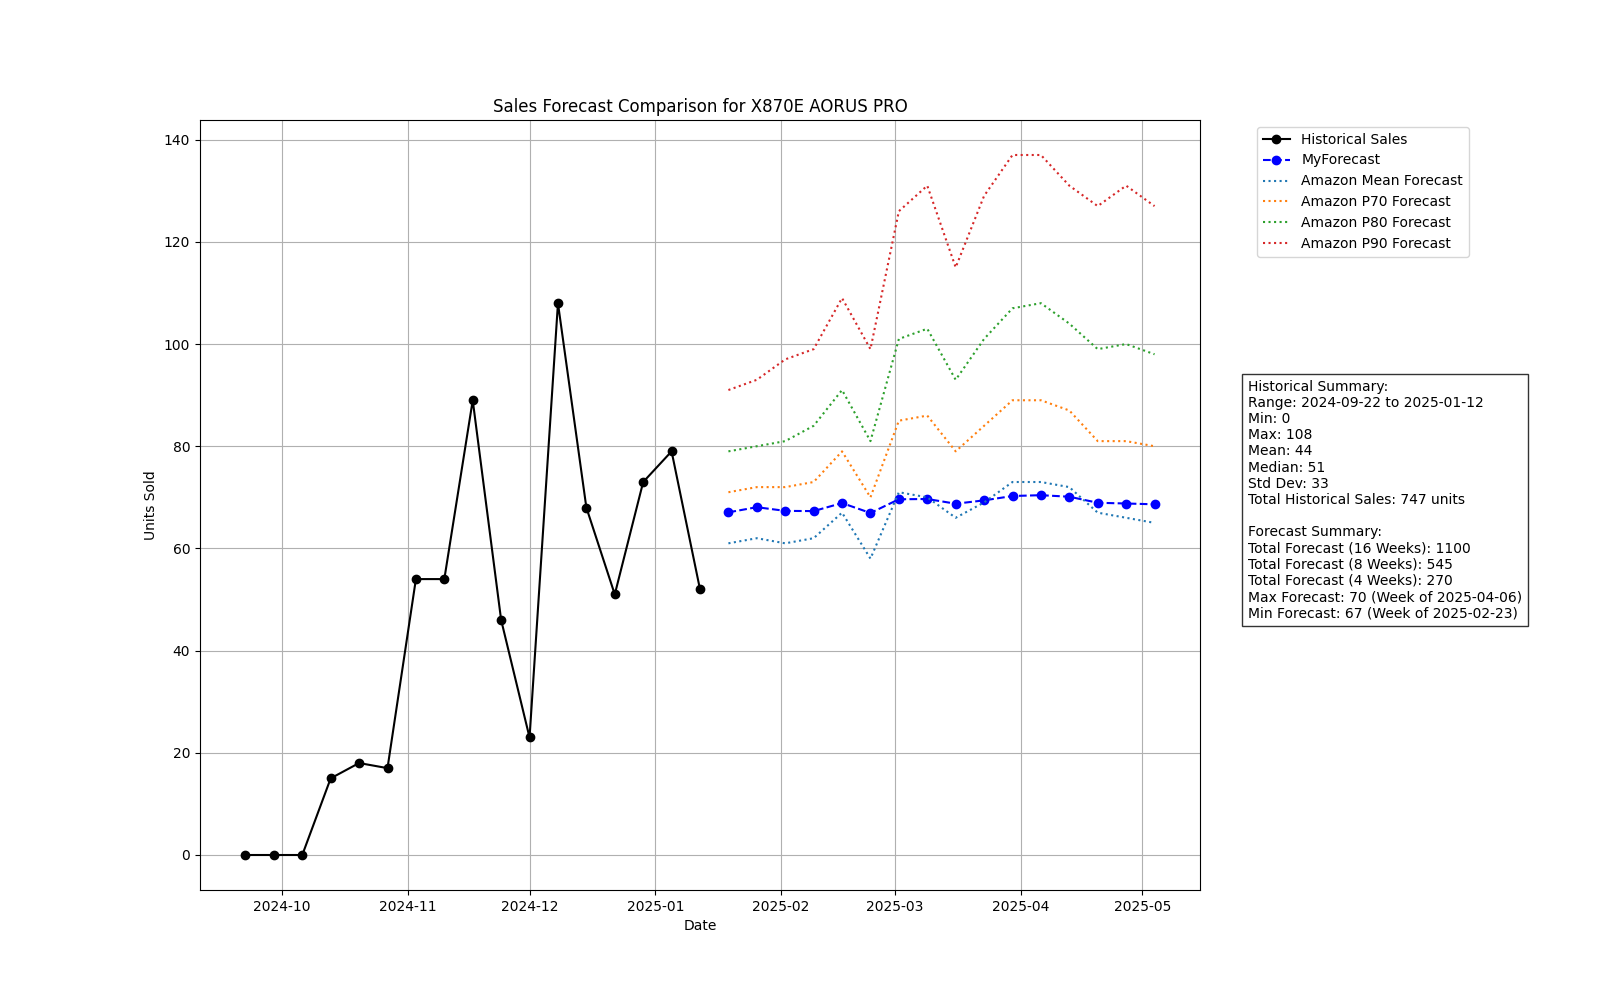 Sales Forecast Comparison for X870E AORUS PRO
Units Sold
140
120
100
80
60
40
20
0
2024-10
2024-11
2024-12
2025-01
2025-02
2025-03
2025-04
2025-05
Date
Historical Sales
MyForecast
Amazon Mean Forecast
Amazon P70 Forecast
Amazon P80 Forecast
Amazon P90 Forecast
Historical Summary:
Range: 2024-09-22 to 2025-01-12
Min: 0
Max: 108
Mean: 44
Median: 51
Std Dev: 33
Total Historical Sales: 747 units
Forecast Summary:
Total Forecast (16 Weeks): 1100
Total Forecast (8 Weeks): 545
Total Forecast (4 Weeks): 270
Max Forecast: 70 (Week of 2025-04-06)
Min Forecast: 67 (Week of 2025-02-23)